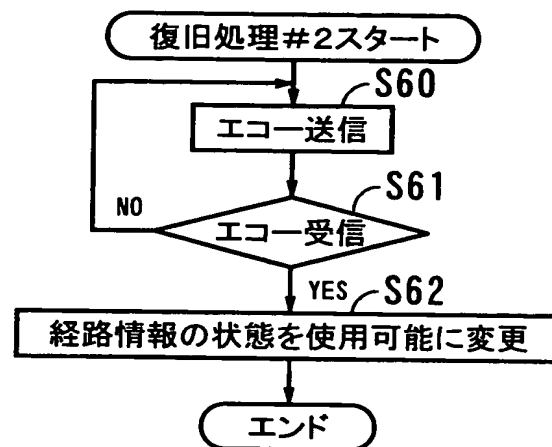 復旧処理#2スタート
S60
エコー送信
S61
エコー受信
NO
YES
S62
経路情報の状態を使用可能に変更
エンド